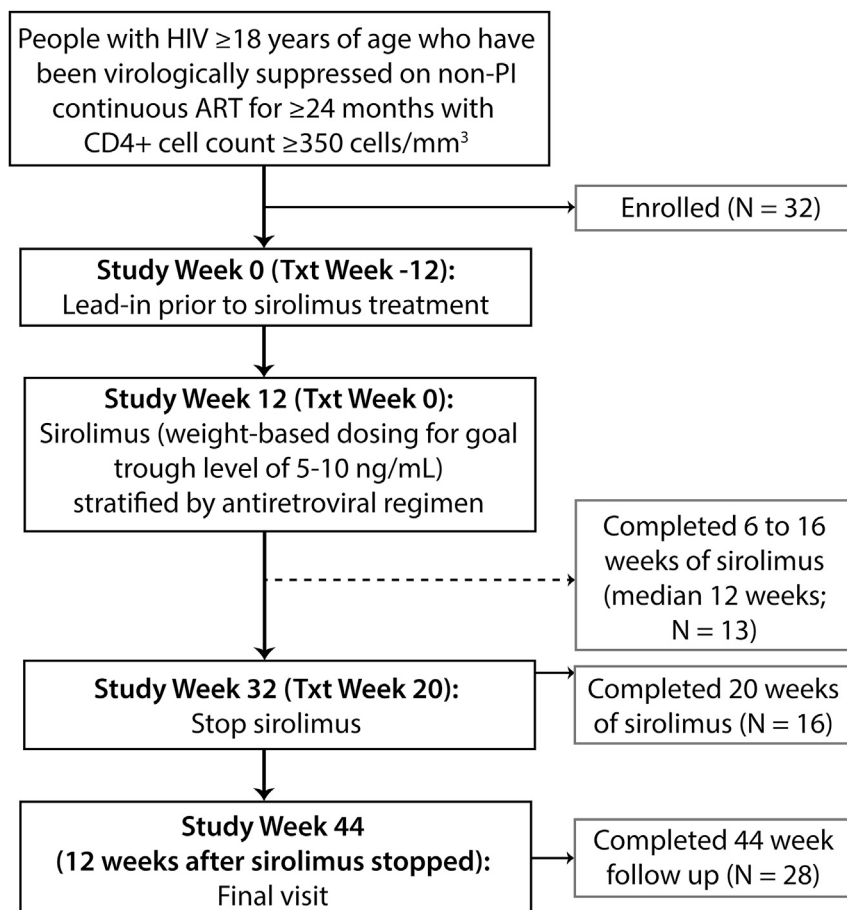 People with HIV ≥18 years of age who have
been virologically suppressed on non-PI
continuous ART for ≥24 months with
CD4+ cell count ≥350 cells/mm³
Enrolled (N = 32)
Study Week 0 (Txt Week -12):
Lead-in prior to sirolimus treatment
Study Week 12 (Txt Week 0):
Sirolimus (weight-based dosing for goal
trough level of 5-10 ng/mL)
stratified by antiretroviral regimen
Completed 6 to 16
weeks of sirolimus
(median 12 weeks;
N = 13)
Study Week 32 (Txt Week 20):
Stop sirolimus
Completed 20 weeks
of sirolimus (N = 16)
Study Week 44
(12 weeks after sirolimus stopped):
Final visit
Completed 44 week
follow up (N = 28)